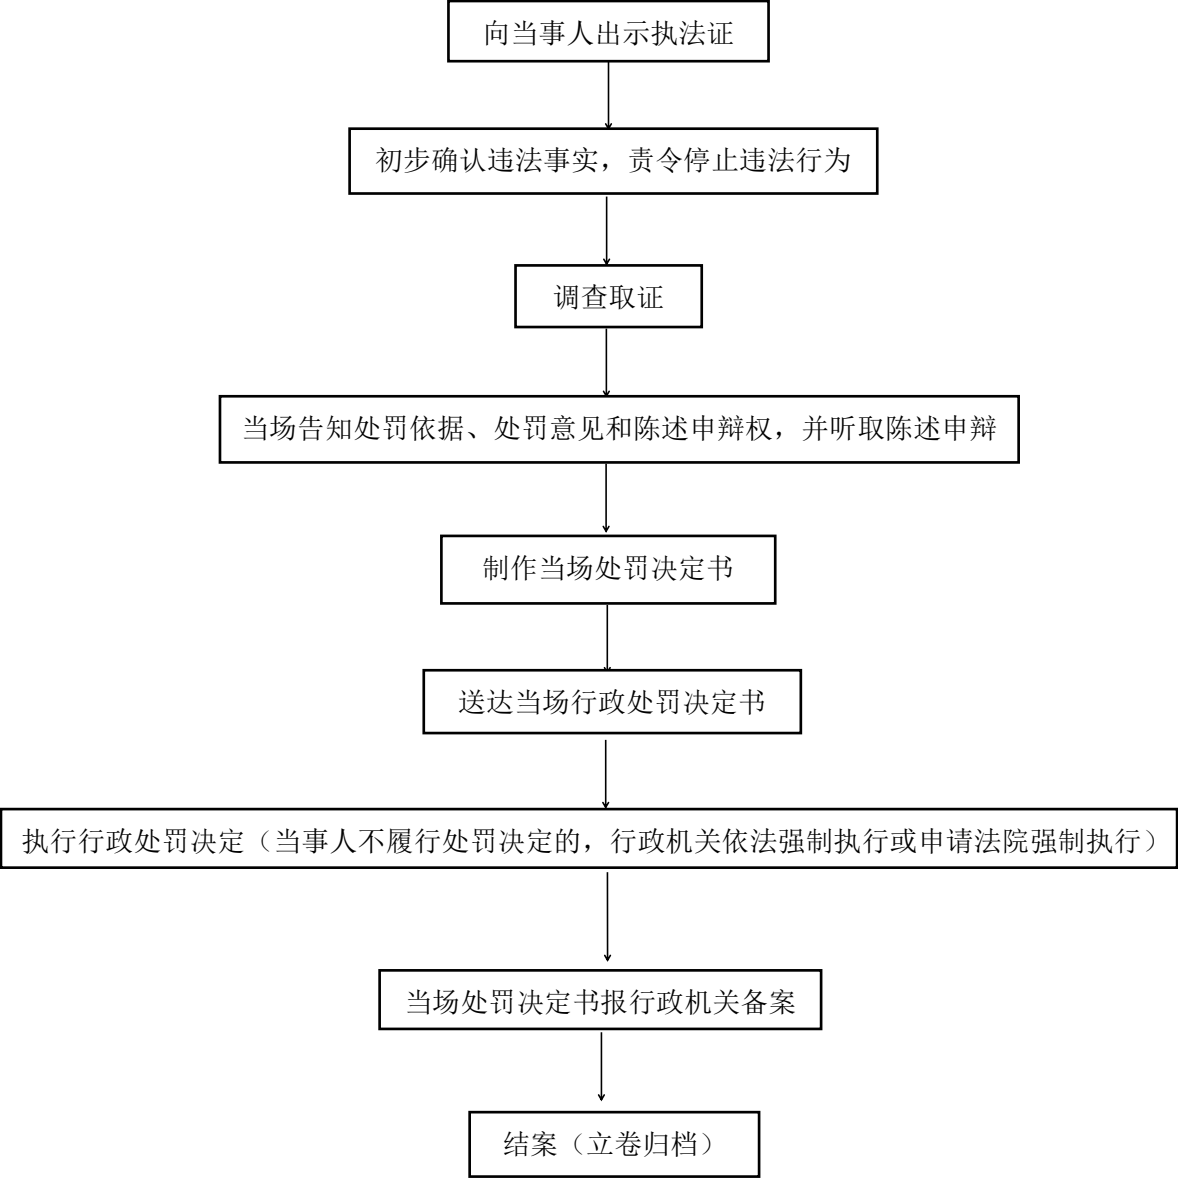 向当事人出示执法证
初步确认违法事实，责令停止违法行为
调查取证
当场告知处罚依据、处罚意见和陈述申辩权，并听取陈述申辩
制作当场处罚决定书
送达当场行政处罚决定书
执行行政处罚决定（当事人不履行处罚决定的，行政机关依法强制执行或申请法院强制执行）
当场处罚决定书报行政机关备案
结案（立卷归档）